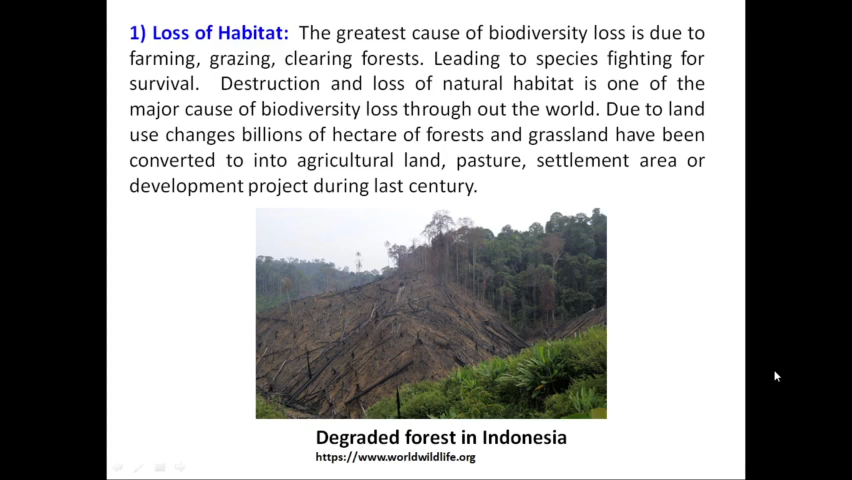 1) Loss of Habitat: The greatest cause of biodiversity loss is due to
farming, grazing, clearing forests. Leading to species fighting for
survival. Destruction and loss of natural habitat is one of the
major cause of biodiversity loss through out the world. Due to land
use changes billions of hectare of forests and grassland have been
converted to into agricultural land, pasture, settlement area or
development project during last century.
Degraded forest in Indonesia
https://www.worldwildlife.org